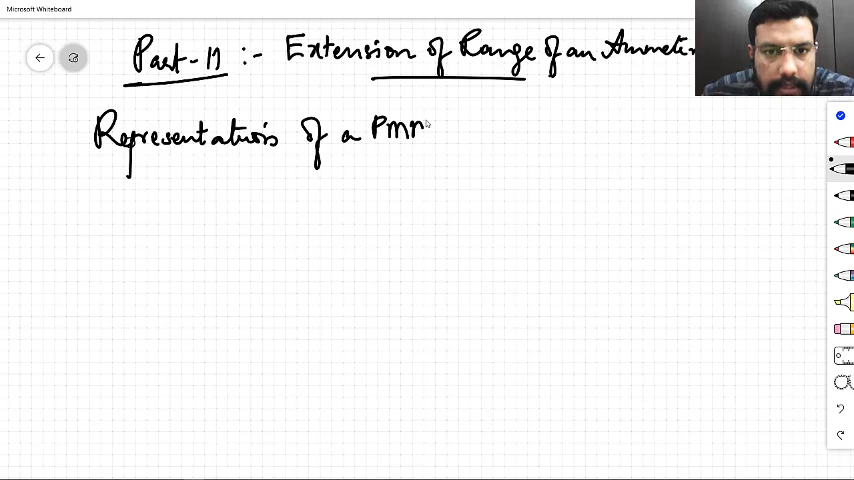 Microsoft Whiteboard
Part-11 :- Extension of Range of an Ammeter
Representation of a PMM